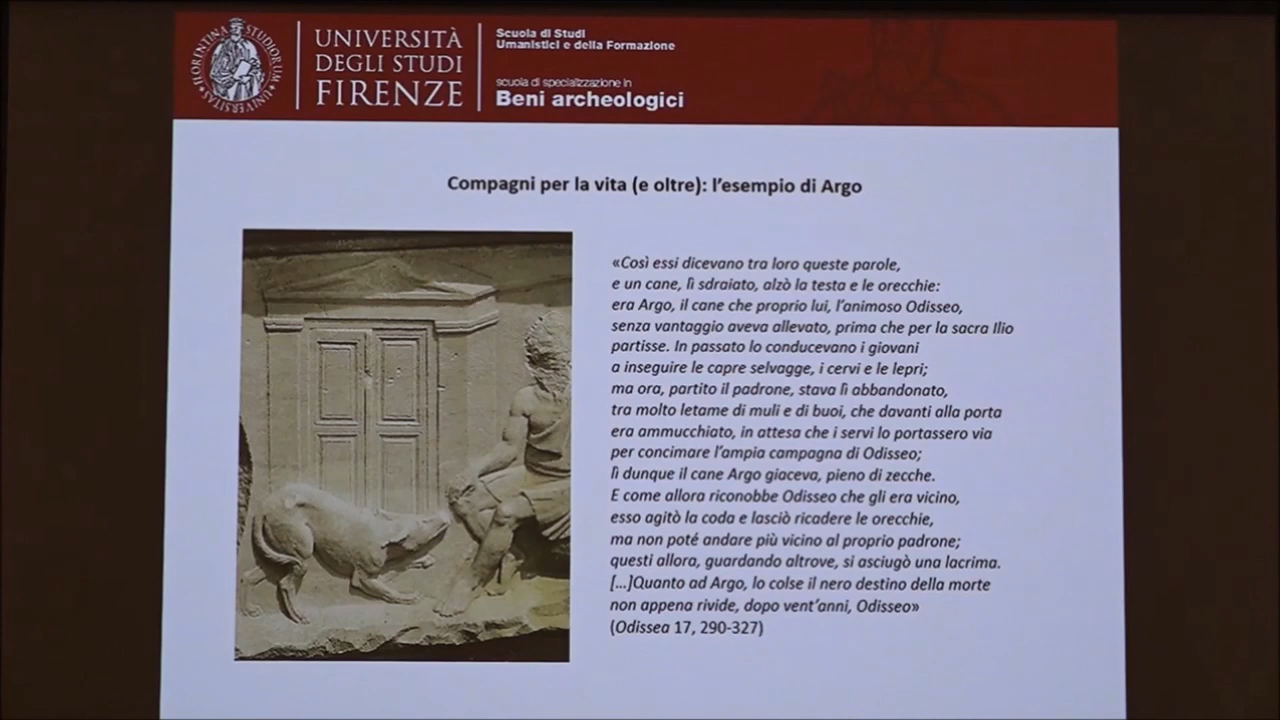 FLORENTINA STUDIORUM UNIVERSITAS
UNIVERSITÀ
DEGLI STUDI
FIRENZE
Scuola di Studi
Umanistici e della Formazione
scuola di specializzazione in
Beni archeologici
Compagni per la vita (e oltre): l'esempio di Argo
«Così essi dicevano tra loro queste parole,
e un cane, lì sdraiato, alzò la testa e le orecchie:
era Argo, il cane che proprio lui, l'animoso Odisseo,
senza vantaggio aveva allevato, prima che per la sacra Ilio
partisse. In passato lo conducevano i giovani
a inseguire le capre selvagge, i cervi e le lepri;
ma ora, partito il padrone, stava lì abbandonato,
tra molto letame di muli e di buoi, che davanti alla porta
era ammucchiato, in attesa che i servi lo portassero via
per concimare l'ampia campagna di Odisseo;
lì dunque il cane Argo giaceva, pieno di zecche.
E come allora riconobbe Odisseo che gli era vicino,
esso agitò la coda e lasciò ricadere le orecchie,
ma non poté andare più vicino al proprio padrone;
questi allora, guardando altrove, si asciugò una lacrima.
[...]Quanto ad Argo, lo colse il nero destino della morte
non appena rivide, dopo vent'anni, Odisseo»
(Odissea 17, 290-327)